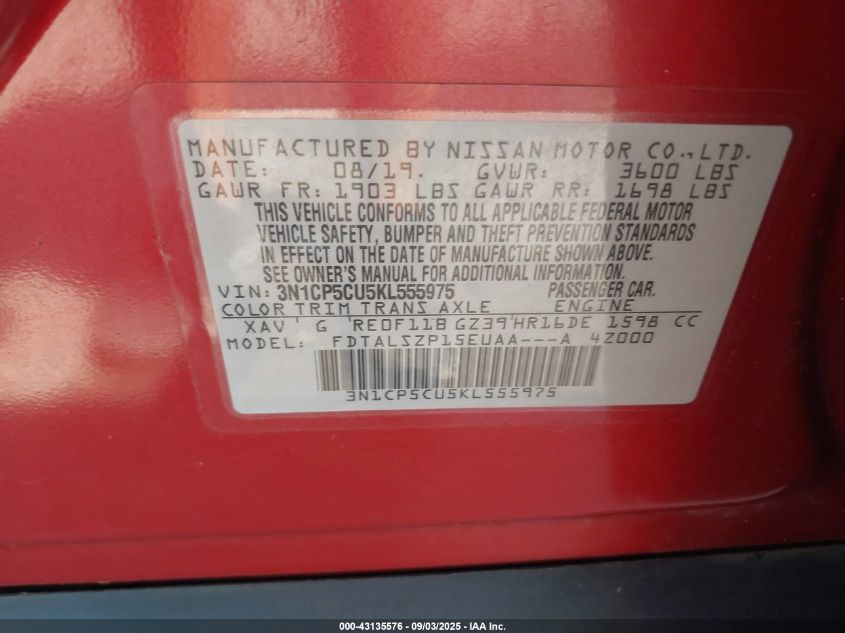 MANUFACTURED BY NISSAN MOTOR CO., LTD.
DATE: 08/19. GVWR: 3600 LBS
GAWR FR: 1903 LBS GAWR RR: 1698 LBS
THIS VEHICLE CONFORMS TO ALL APPLICABLE FEDERAL MOTOR
VEHICLE SAFETY, BUMPER AND THEFT PREVENTION STANDARDS
IN EFFECT ON THE DATE OF MANUFACTURE SHOWN ABOVE.
SEE OWNER'S MANUAL FOR ADDITIONAL INFORMATION.
VIN: 3N1CP5CU5KL555975 PASSENGER CAR.
COLOR TRIM TRANS AXLE ENGINE
XAV G RE0F11B GZ39 HR16DE 1598 CC
MODEL: FDTALSZP15EUAA---A 4Z000
3N1CP5CU5KL555975
000-43135576 - 09/03/2025 - IAA Inc.